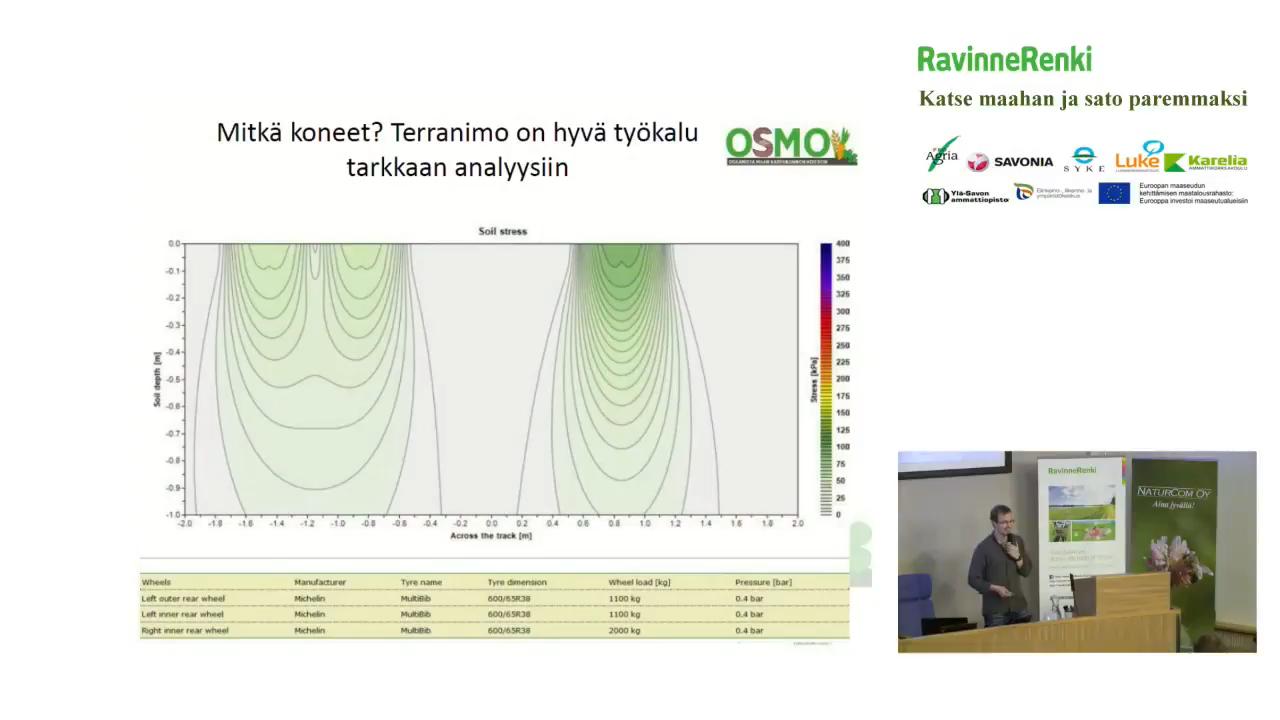 RavinneRenki
Katse maahan ja sato paremmaksi
Agria
SAVONIA
SYKE
Luke
Karelia
AMMATTIKORKEAKOULU
Ylä-Savon
ammattiopisto
Elinkeino-, liikenne- ja
ympäristökeskus
Euroopan maaseudun
kehittämisen maatalousrahasto:
Eurooppa investoi maaseutualueisiin
Mitkä koneet? Terranimo on hyvä työkalu
tarkkaan analyysiin
OSMO
Soil stress
Soil depth [m]
0.0
-0.1
-0.2
-0.3
-0.4
-0.5
-0.6
-0.7
-0.8
-0.9
-1.0
-2.0 -1.8 -1.6 -1.4 -1.2 -1.0 -0.8 -0.6 -0.4 -0.2 0.0 0.2 0.4 0.6 0.8 1.0 1.2 1.4 1.6 1.8 2.0
Across the track [m]
Stress [kPa]
400
375
350
325
300
275
250
225
200
175
150
125
100
75
50
25
0
Wheels Manufacturer Tyre name Tyre dimension Wheel load [kg] Pressure [bar]
Left outer rear wheel Michelin MultiBib 600/65R38 1100 kg 0.4 bar
Left inner rear wheel Michelin MultiBib 600/65R38 1100 kg 0.4 bar
Right inner rear wheel Michelin MultiBib 600/65R38 2000 kg 0.4 bar
RavinneRenki
NATURCOM OY
Aina jyvällä!